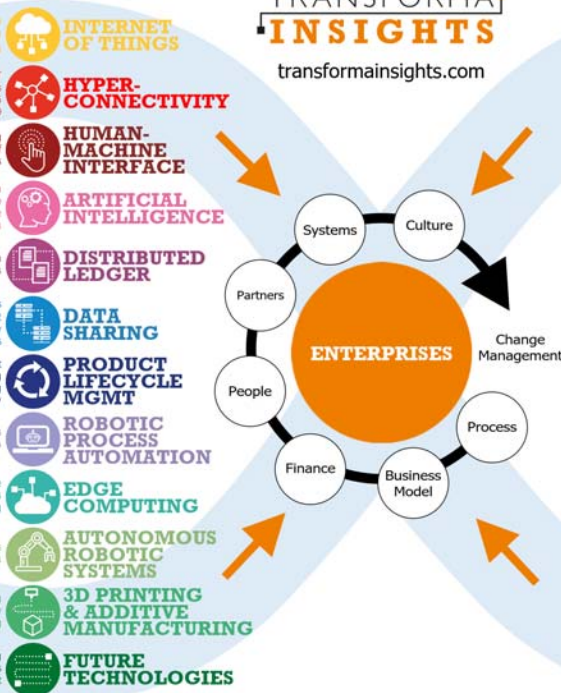 TRANSFORMA
INSIGHTS
transformainsights.com
INTERNET
OF THINGS
HYPER-
CONNECTIVITY
HUMAN-
MACHINE
INTERFACE
ARTIFICIAL
INTELLIGENCE
DISTRIBUTED
LEDGER
DATA
SHARING
PRODUCT
LIFECYCLE
MGMT
ROBOTIC
PROCESS
AUTOMATION
EDGE
COMPUTING
AUTONOMOUS
ROBOTIC
SYSTEMS
3D PRINTING
& ADDITIVE
MANUFACTURING
FUTURE
TECHNOLOGIES
Systems
Culture
Partners
Change
Management
ENTERPRISES
People
Process
Finance
Business
Model